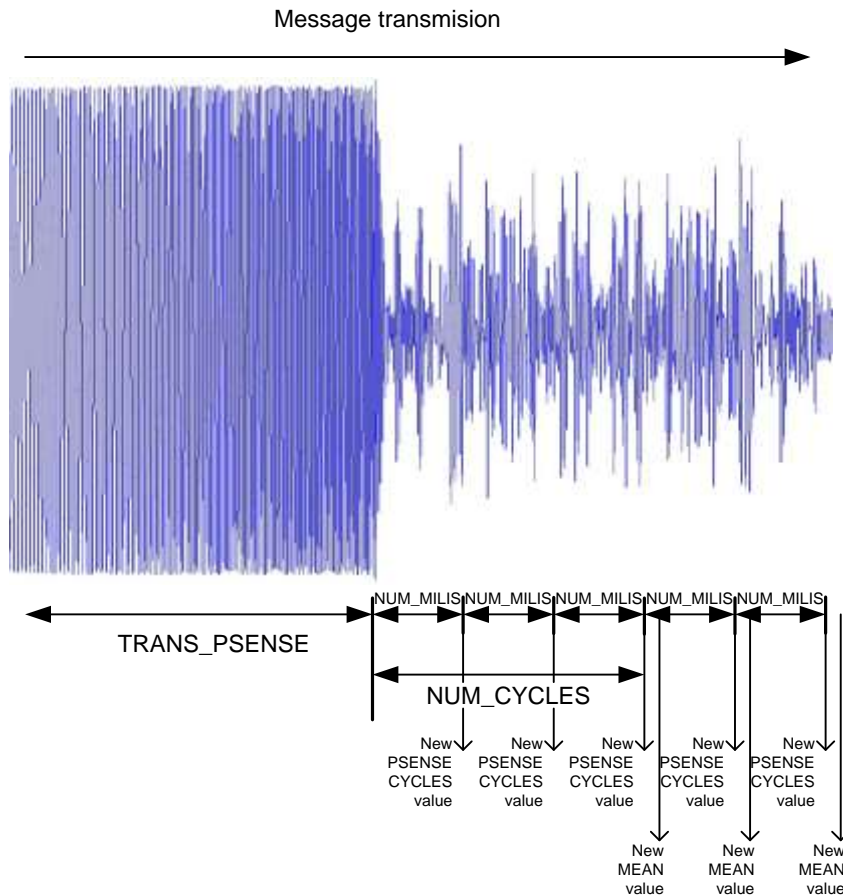 Message transmision
NUM_MILIS NUM_MILIS NUM_MILIS NUM_MILIS NUM_MILIS
TRANS_PSENSE
NUM_CYCLES
New New New New New
PSENSE PSENSE PSENSE PSENSE PSENSE
CYCLES CYCLES CYCLES CYCLES CYCLES
value value value value value
New New New
MEAN MEAN MEAN
value value value